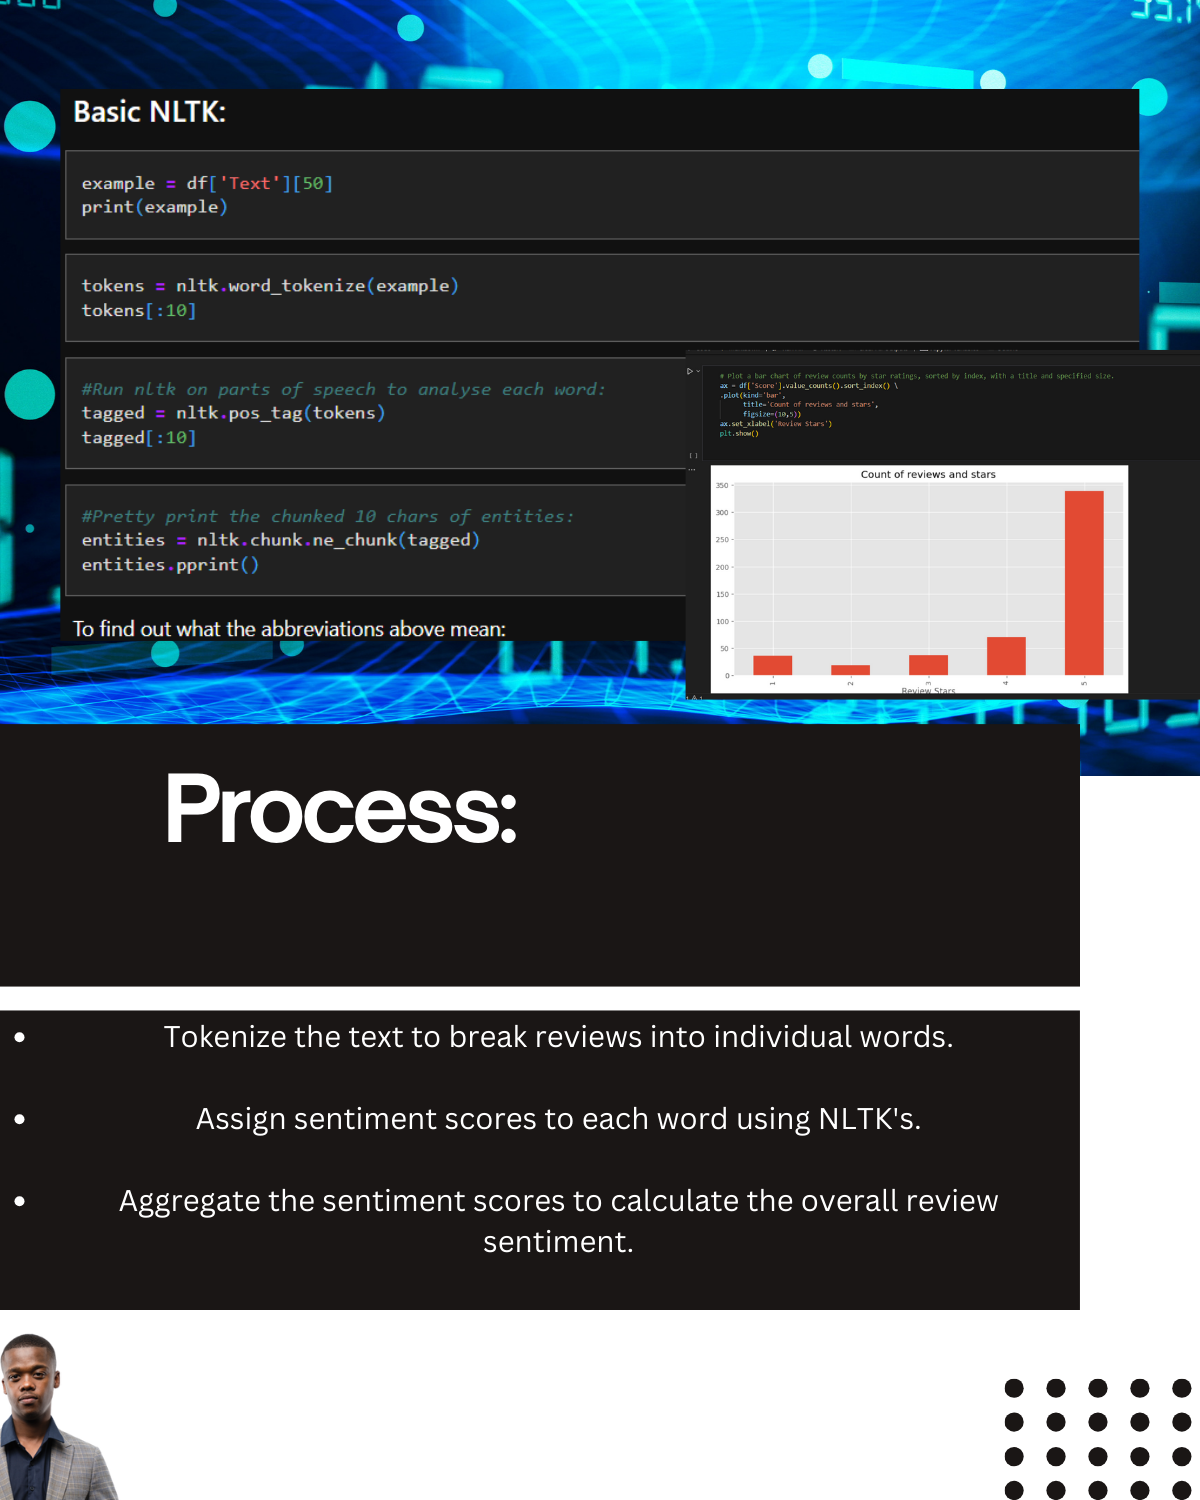 Basic NLTK:
example = df['Text'][50]
print(example)
tokens = nltk.word_tokenize(example)
tokens[:10]
#Run nltk on parts of speech to analyse each word:
tagged = nltk.pos_tag(tokens)
tagged[:10]
#Pretty print the chunked 10 chars of entities:
entities = nltk.chunk.ne_chunk(tagged)
entities.pprint()
To find out what the abbreviations above mean:
# Plot a bar chart of review counts by star ratings, sorted by index, with a title and specified size.
ax = df['Score'].value_counts().sort_index() \
.plot(kind='bar',
title='Count of reviews and stars',
figsize=(10,5))
ax.set_xlabel('Review Stars')
plt.show()
[ ]
Count of reviews and stars
350
300
250
200
150
100
50
0
1 2 3 4 5
Review Stars
Process:
• Tokenize the text to break reviews into individual words.
• Assign sentiment scores to each word using NLTK's.
• Aggregate the sentiment scores to calculate the overall review
sentiment.